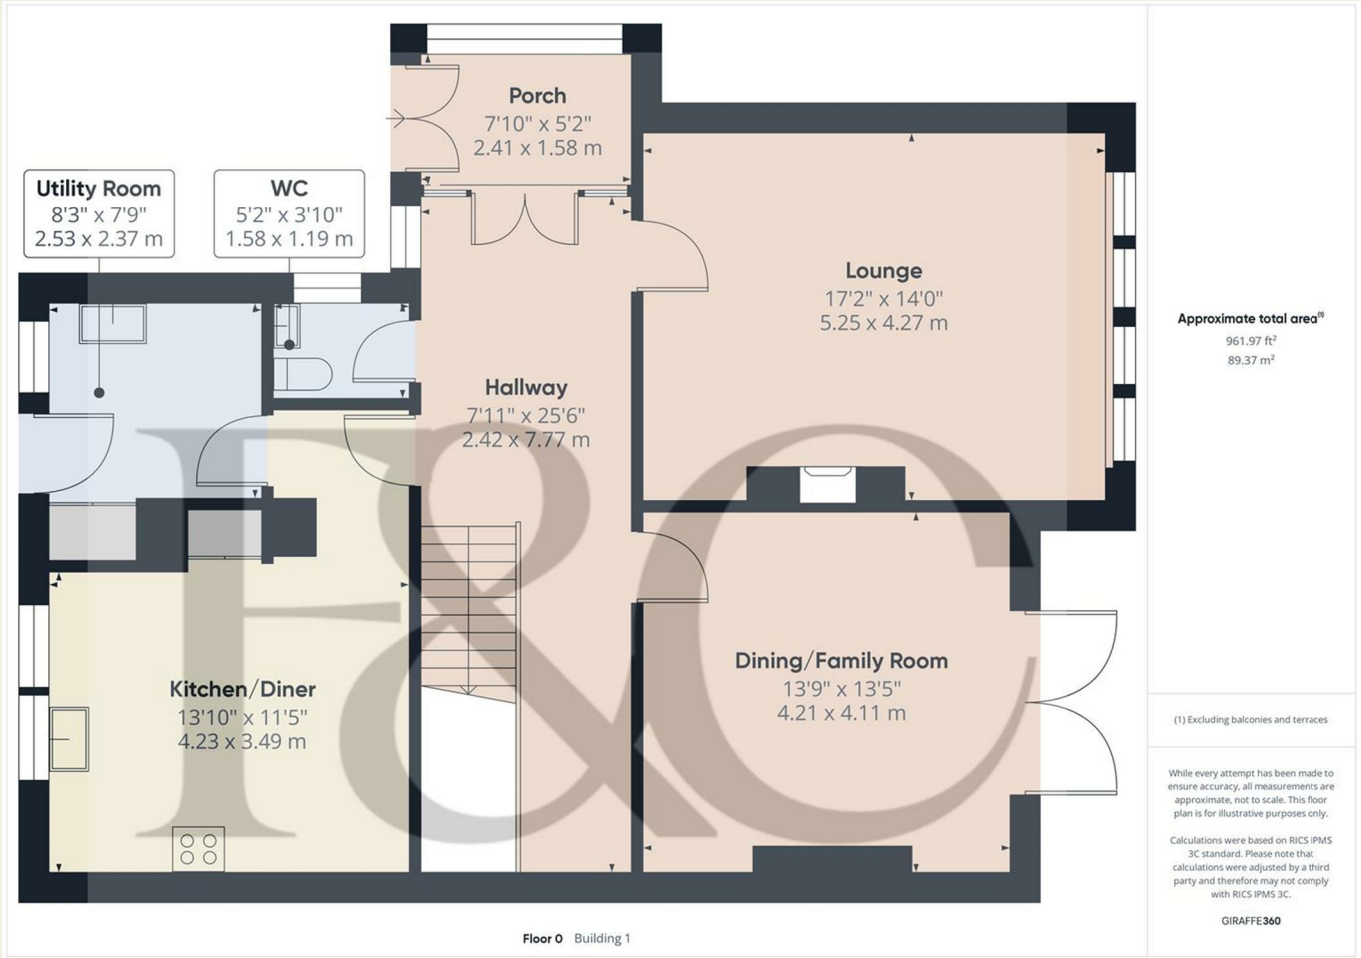 Porch
7'10" x 5'2"
2.41 x 1.58 m
Utility Room
8'3" x 7'9"
2.53 x 2.37 m
WC
5'2" x 3'10"
1.58 x 1.19 m
Lounge
17'2" x 14'0"
5.25 x 4.27 m
Hallway
7'11" x 25'6"
2.42 x 7.77 m
Kitchen/Diner
13'10" x 11'5"
4.23 x 3.49 m
Dining/Family Room
13'9" x 13'5"
4.21 x 4.11 m
F&C
Floor 0 Building 1
Approximate total area(1)
961.97 ft²
89.37 m²
(1) Excluding balconies and terraces
While every attempt has been made to
ensure accuracy, all measurements are
approximate, not to scale. This floor
plan is for illustrative purposes only.
Calculations were based on RICS IPMS
3C standard. Please note that
calculations were adjusted by a third
party and therefore may not comply
with RICS IPMS 3C.
GIRAFFE360